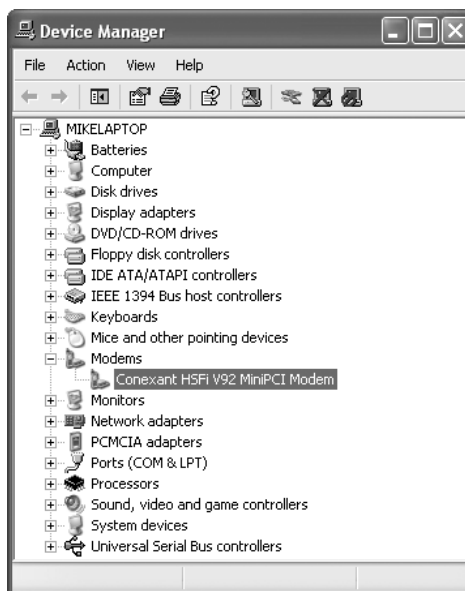 Device Manager
File Action View Help
MIKELAPTOP
Batteries
Computer
Disk drives
Display adapters
DVD/CD-ROM drives
Floppy disk controllers
IDE ATA/ATAPI controllers
IEEE 1394 Bus host controllers
Keyboards
Mice and other pointing devices
Modems
Conexant HSFi V92 MiniPCI Modem
Monitors
Network adapters
PCMCIA adapters
Ports (COM & LPT)
Processors
Sound, video and game controllers
System devices
Universal Serial Bus controllers